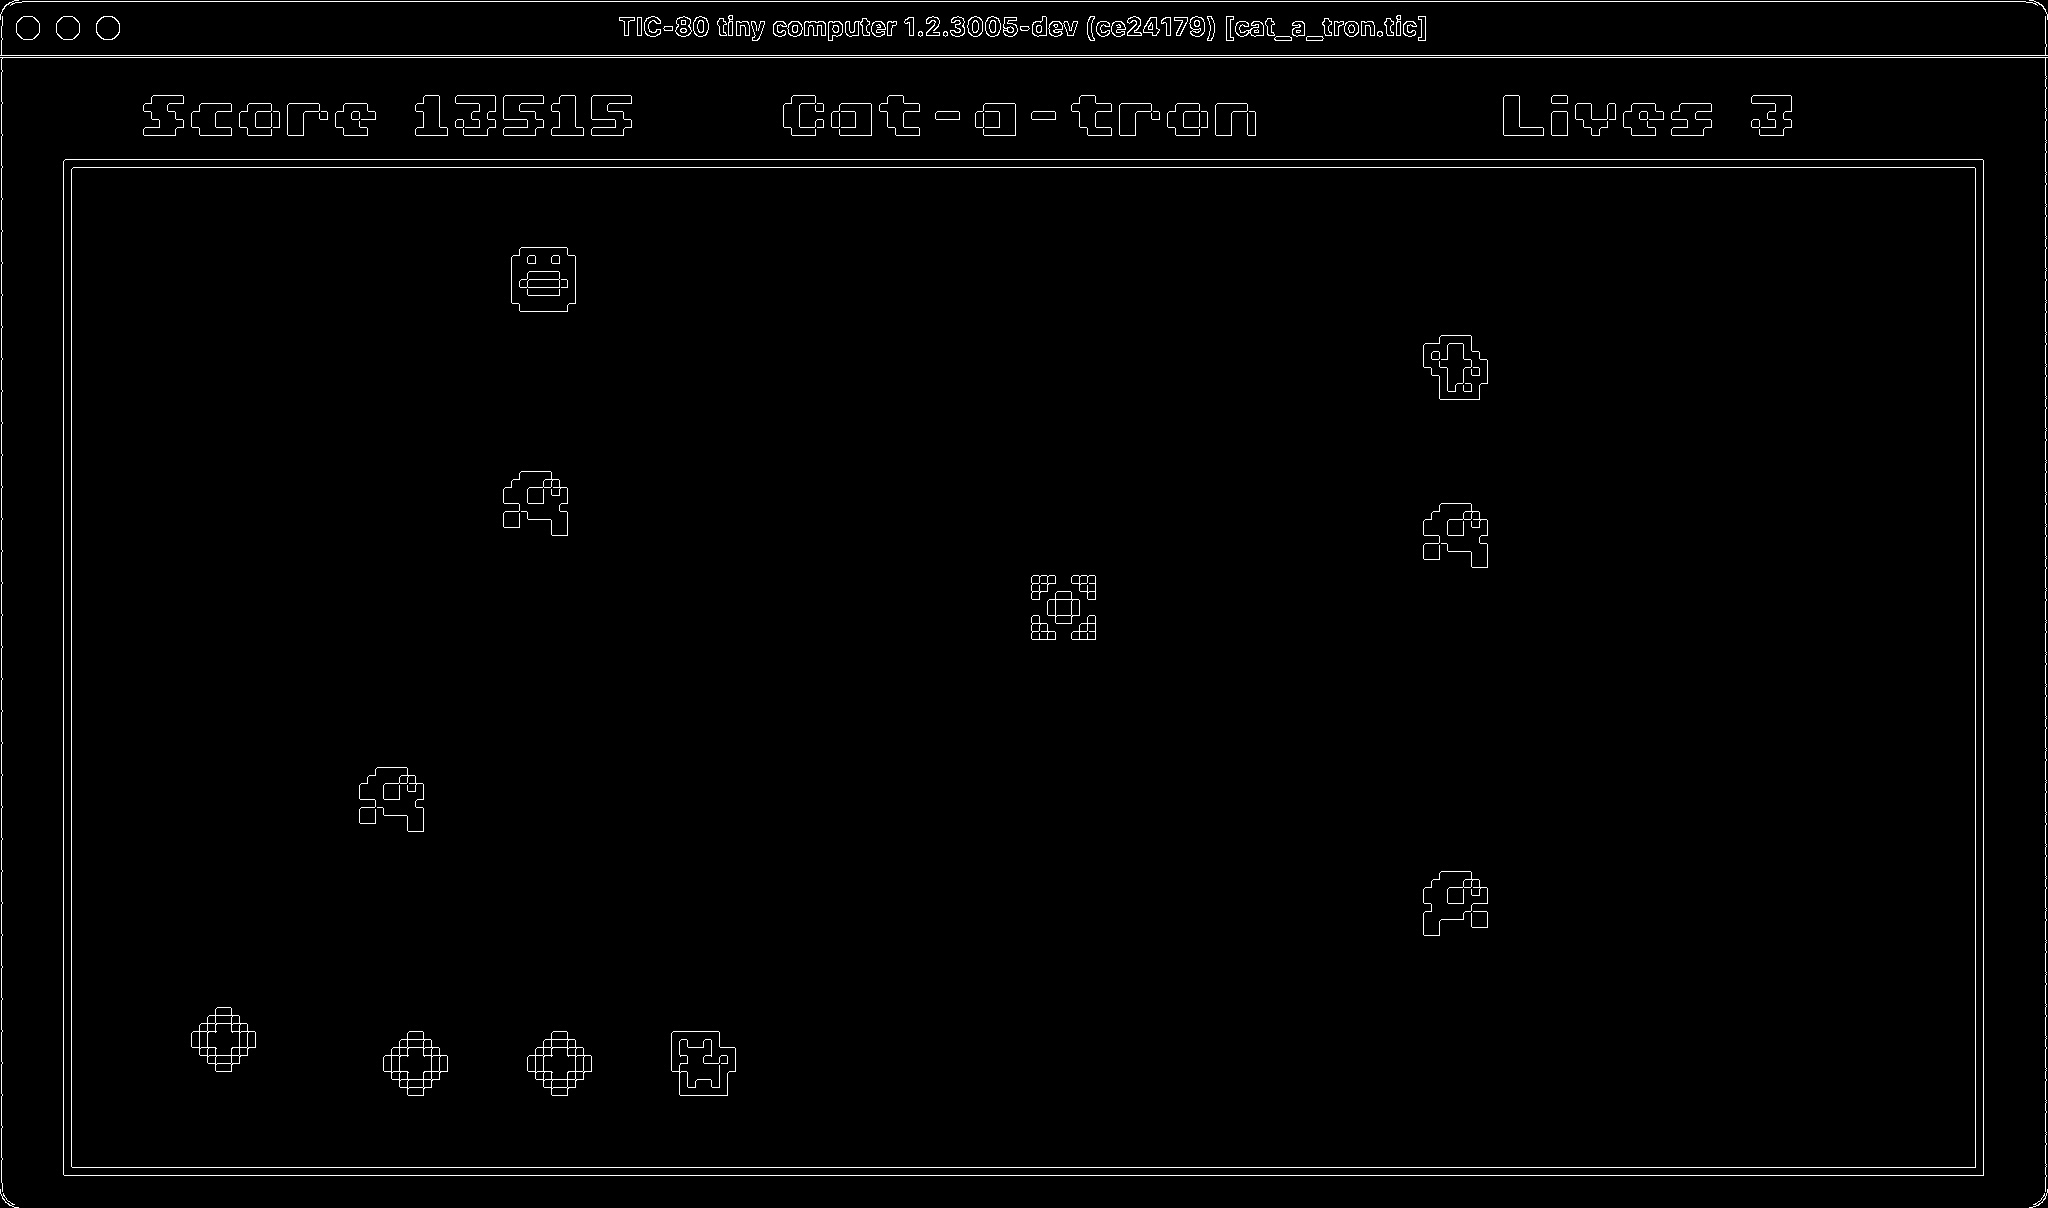 TIC-80 tiny computer 1.2.3005-dev (ce24179) [cat_a_tron.tic]
Score 13515 Cat-a-tron Lives 3